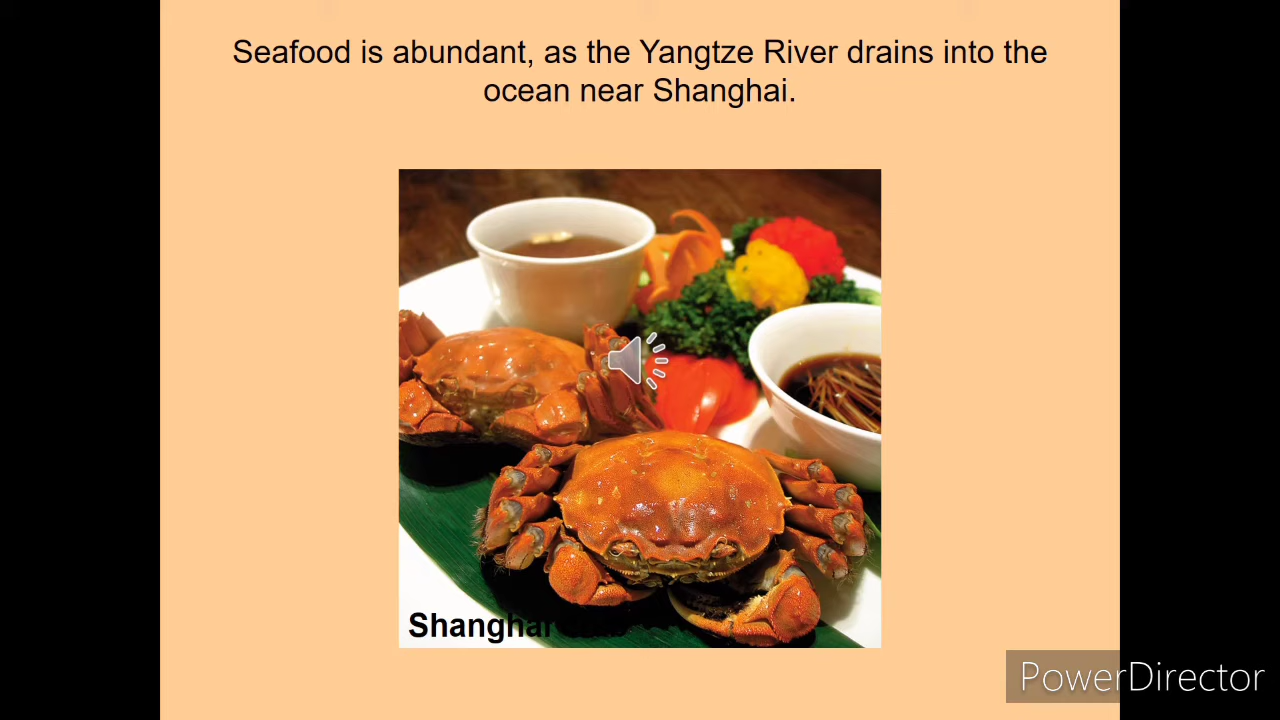 Seafood is abundant, as the Yangtze River drains into the
ocean near Shanghai.
Shanghai
PowerDirector